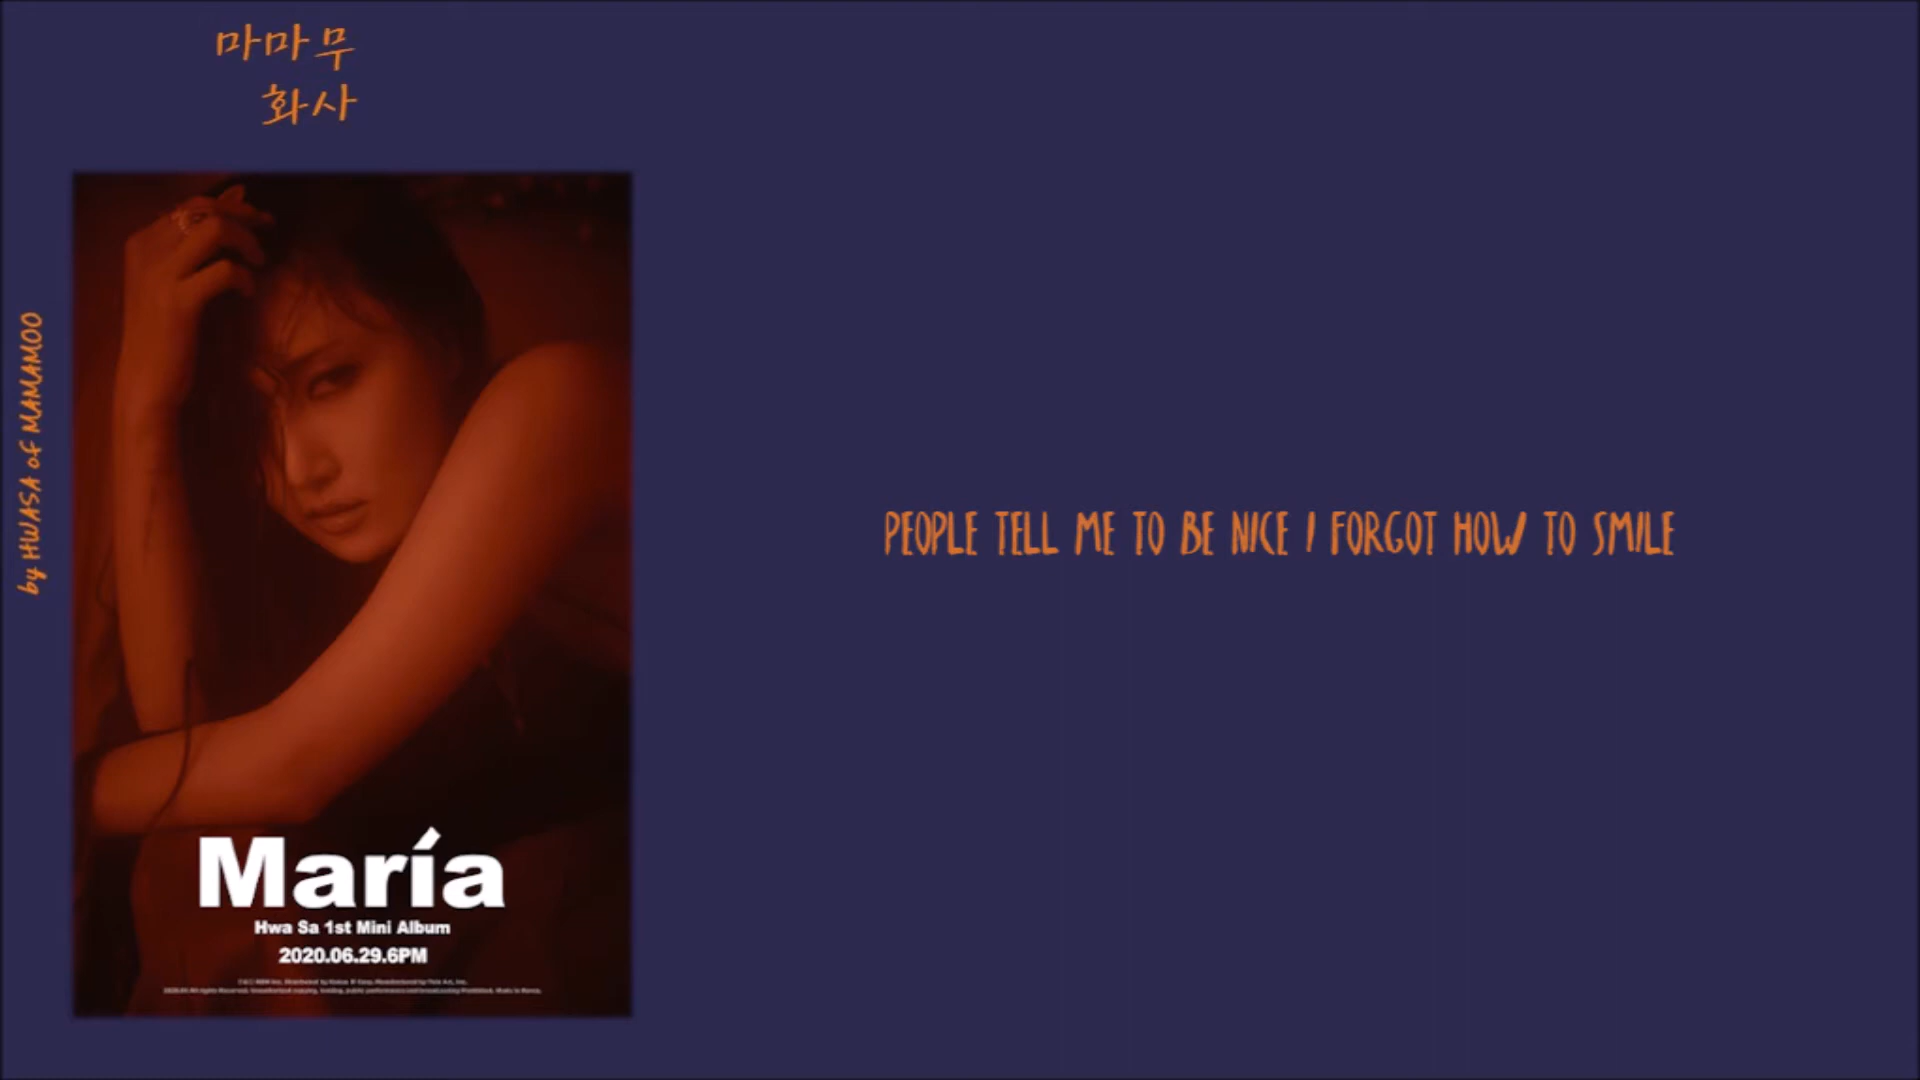 마마무
화사
by HWASA of MAMAMOO
PEOPLE TELL ME TO BE NICE I FORGOT HOW TO SMILE
María
Hwa Sa 1st Mini Album
2020.06.29.6PM